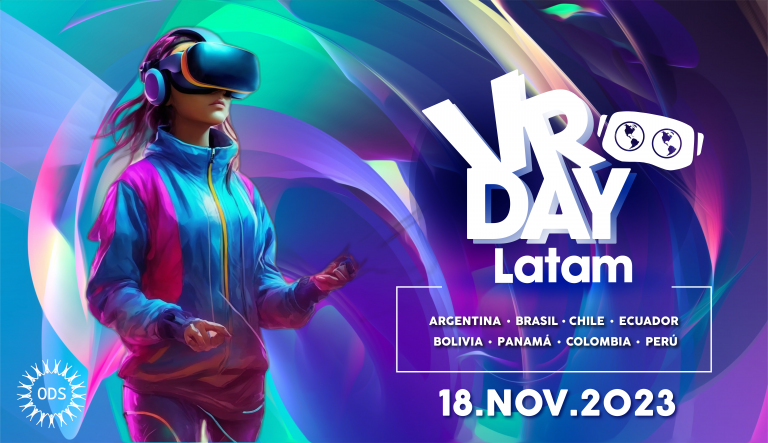 VR
DAY
Latam
ARGENTINA · BRASIL · CHILE · ECUADOR
BOLIVIA · PANAMÁ · COLOMBIA · PERÚ
18.NOV.2023
ODS